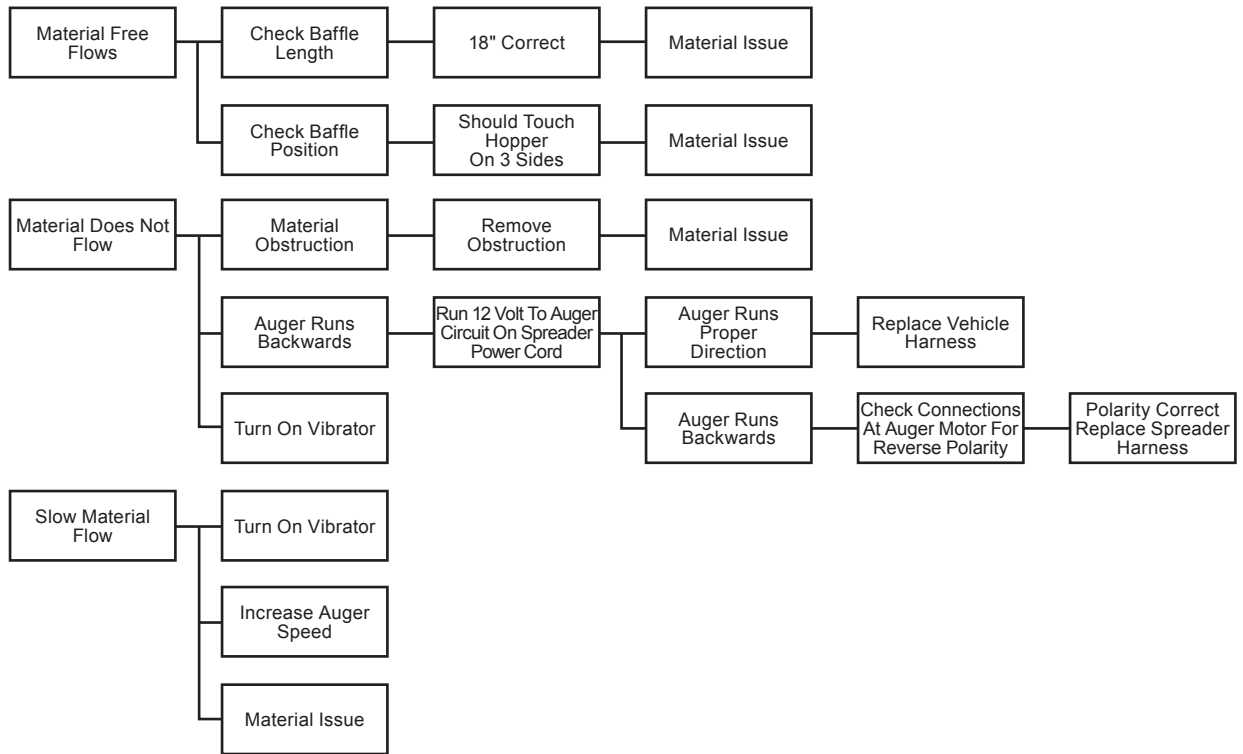 Material Free
Flows
Check Baffle
Length
18" Correct
Material Issue
Check Baffle
Position
Should Touch
Hopper
On 3 Sides
Material Issue
Material Does Not
Flow
Material
Obstruction
Remove
Obstruction
Material Issue
Auger Runs
Backwards
Run 12 Volt To Auger
Circuit On Spreader
Power Cord
Auger Runs
Proper
Direction
Replace Vehicle
Harness
Auger Runs
Backwards
Check Connections
At Auger Motor For
Reverse Polarity
Polarity Correct
Replace Spreader
Harness
Turn On Vibrator
Slow Material
Flow
Turn On Vibrator
Increase Auger
Speed
Material Issue